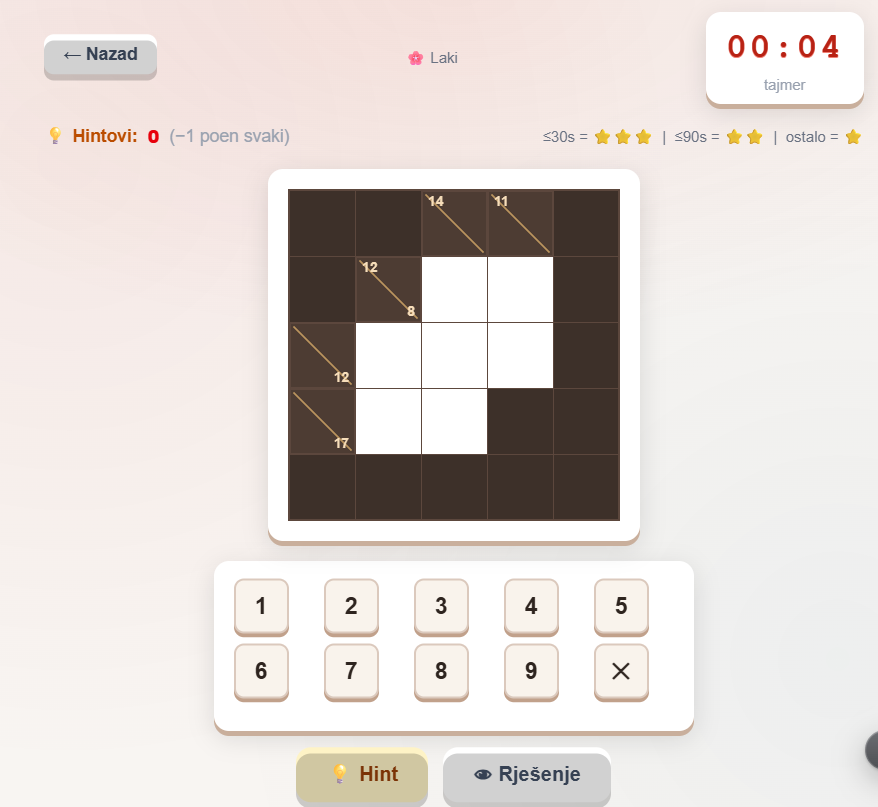 ← Nazad
🌸 Laki
00:04
tajmer
💡 Hintovi: 0 (−1 poen svaki)
≤30s = ⭐⭐⭐ | ≤90s = ⭐⭐ | ostalo = ⭐
14 11
12
8
12
17
1 2 3 4 5
6 7 8 9 ✕
💡 Hint
👁 Rješenje